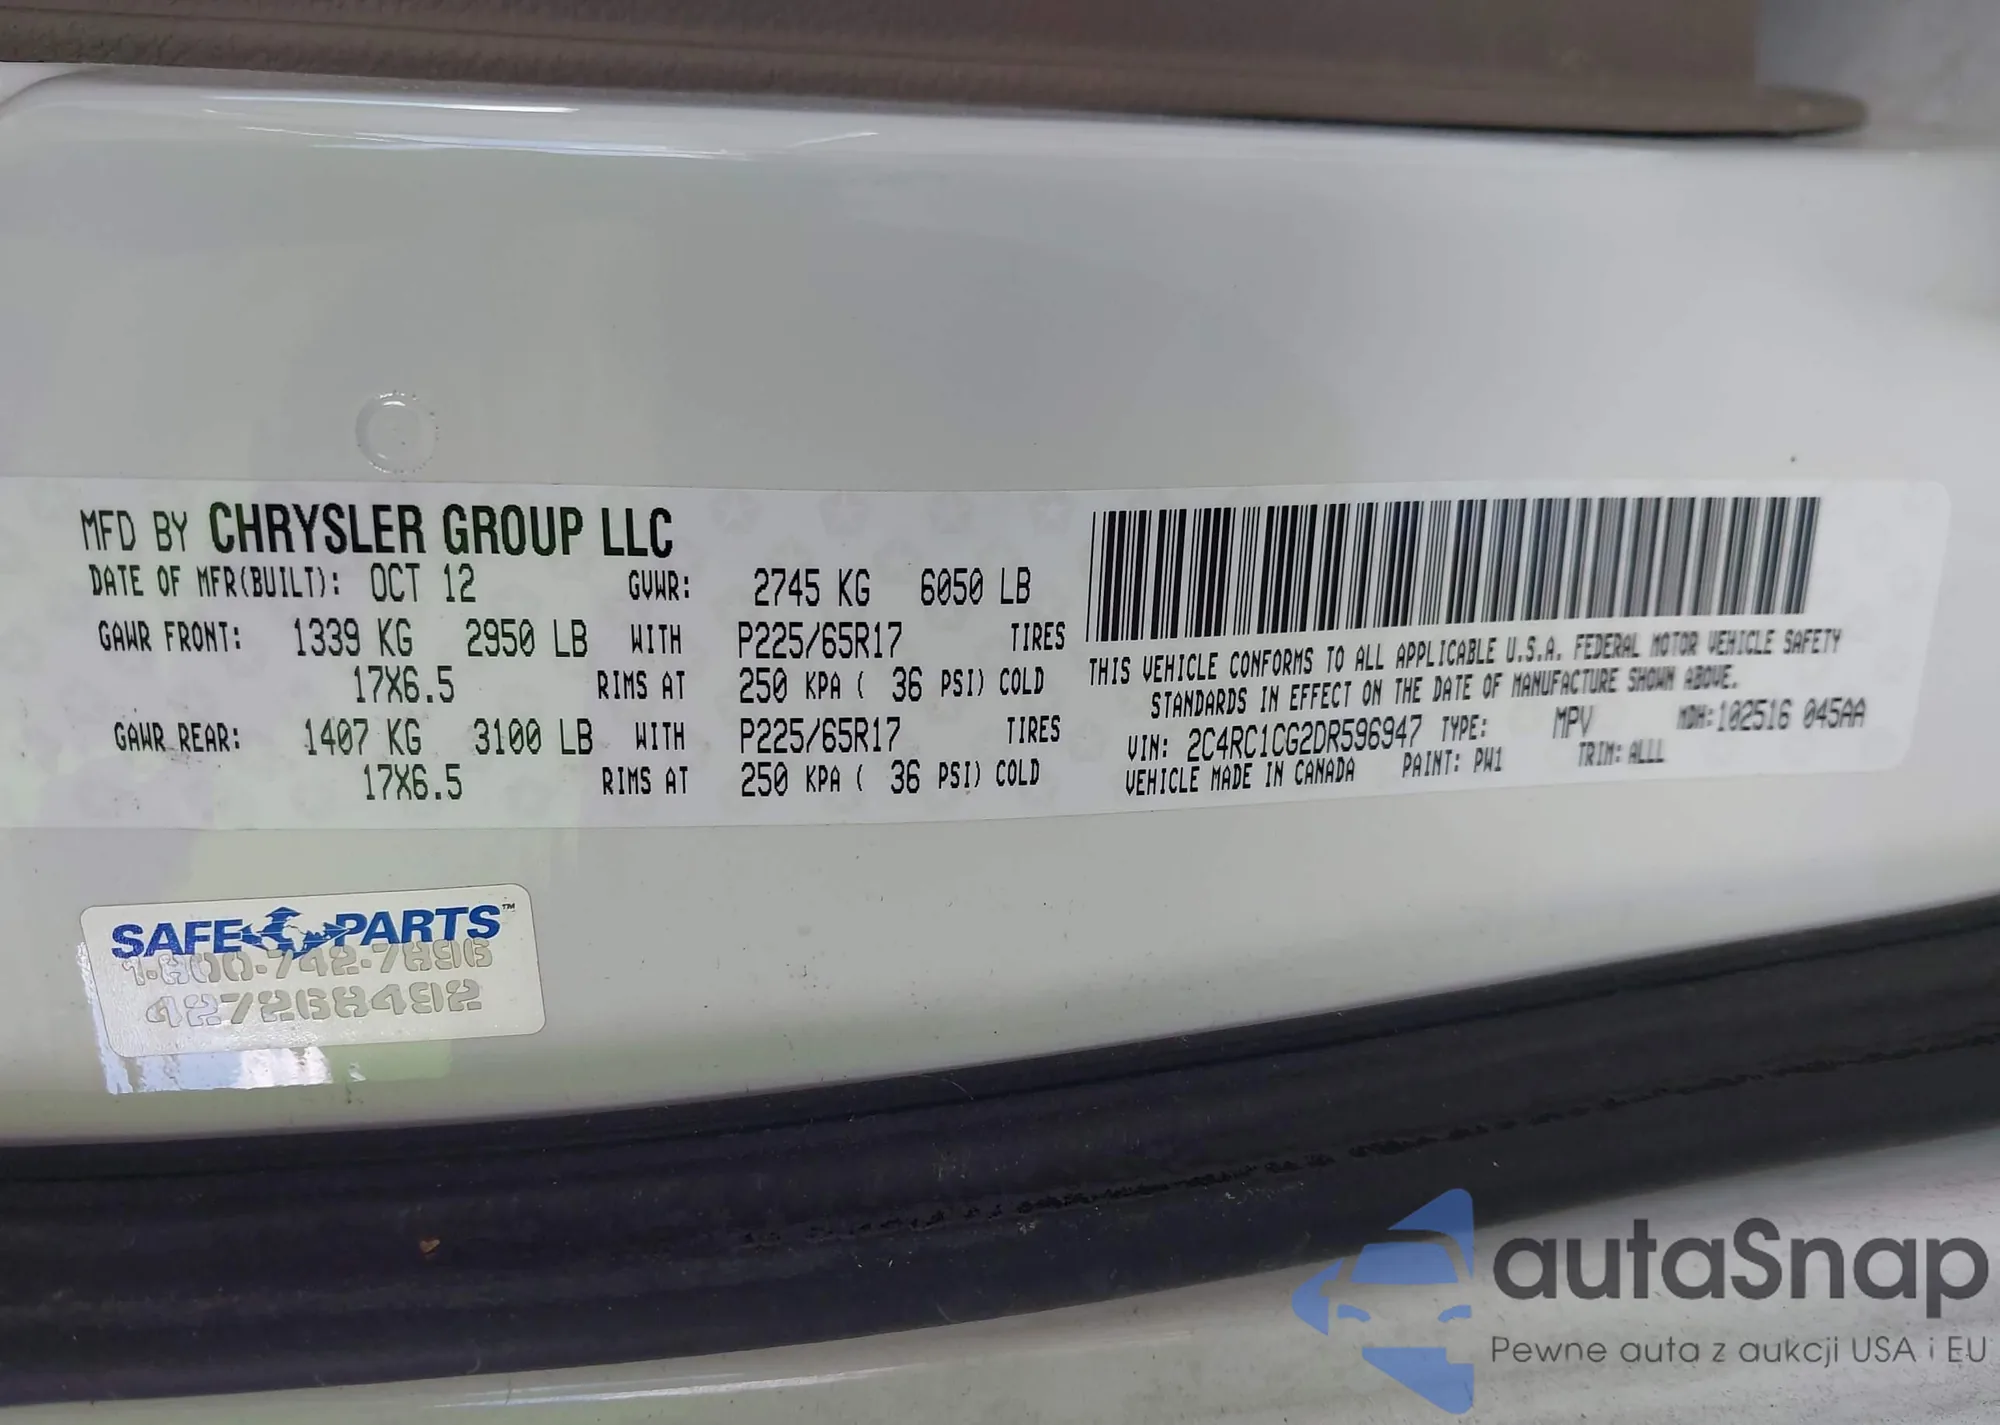 MFD BY CHRYSLER GROUP LLC
DATE OF MFR(BUILT): OCT 12 GVWR: 2745 KG 6050 LB
GAWR FRONT: 1339 KG 2950 LB WITH P225/65R17 TIRES
17X6.5 RIMS AT 250 KPA ( 36 PSI) COLD
GAWR REAR: 1407 KG 3100 LB WITH P225/65R17 TIRES
17X6.5 RIMS AT 250 KPA ( 36 PSI) COLD
THIS VEHICLE CONFORMS TO ALL APPLICABLE U.S.A. FEDERAL MOTOR VEHICLE SAFETY
STANDARDS IN EFFECT ON THE DATE OF MANUFACTURE SHOWN ABOVE.
VIN: 2C4RC1CG2DR596947 TYPE: MPV MDH:102516 045AA
VEHICLE MADE IN CANADA PAINT: PW1 TRIM: ALLL
SAFE PARTS™
1-800-742-7896
427268492
autaSnap
Pewne auta z aukcji USA i EU